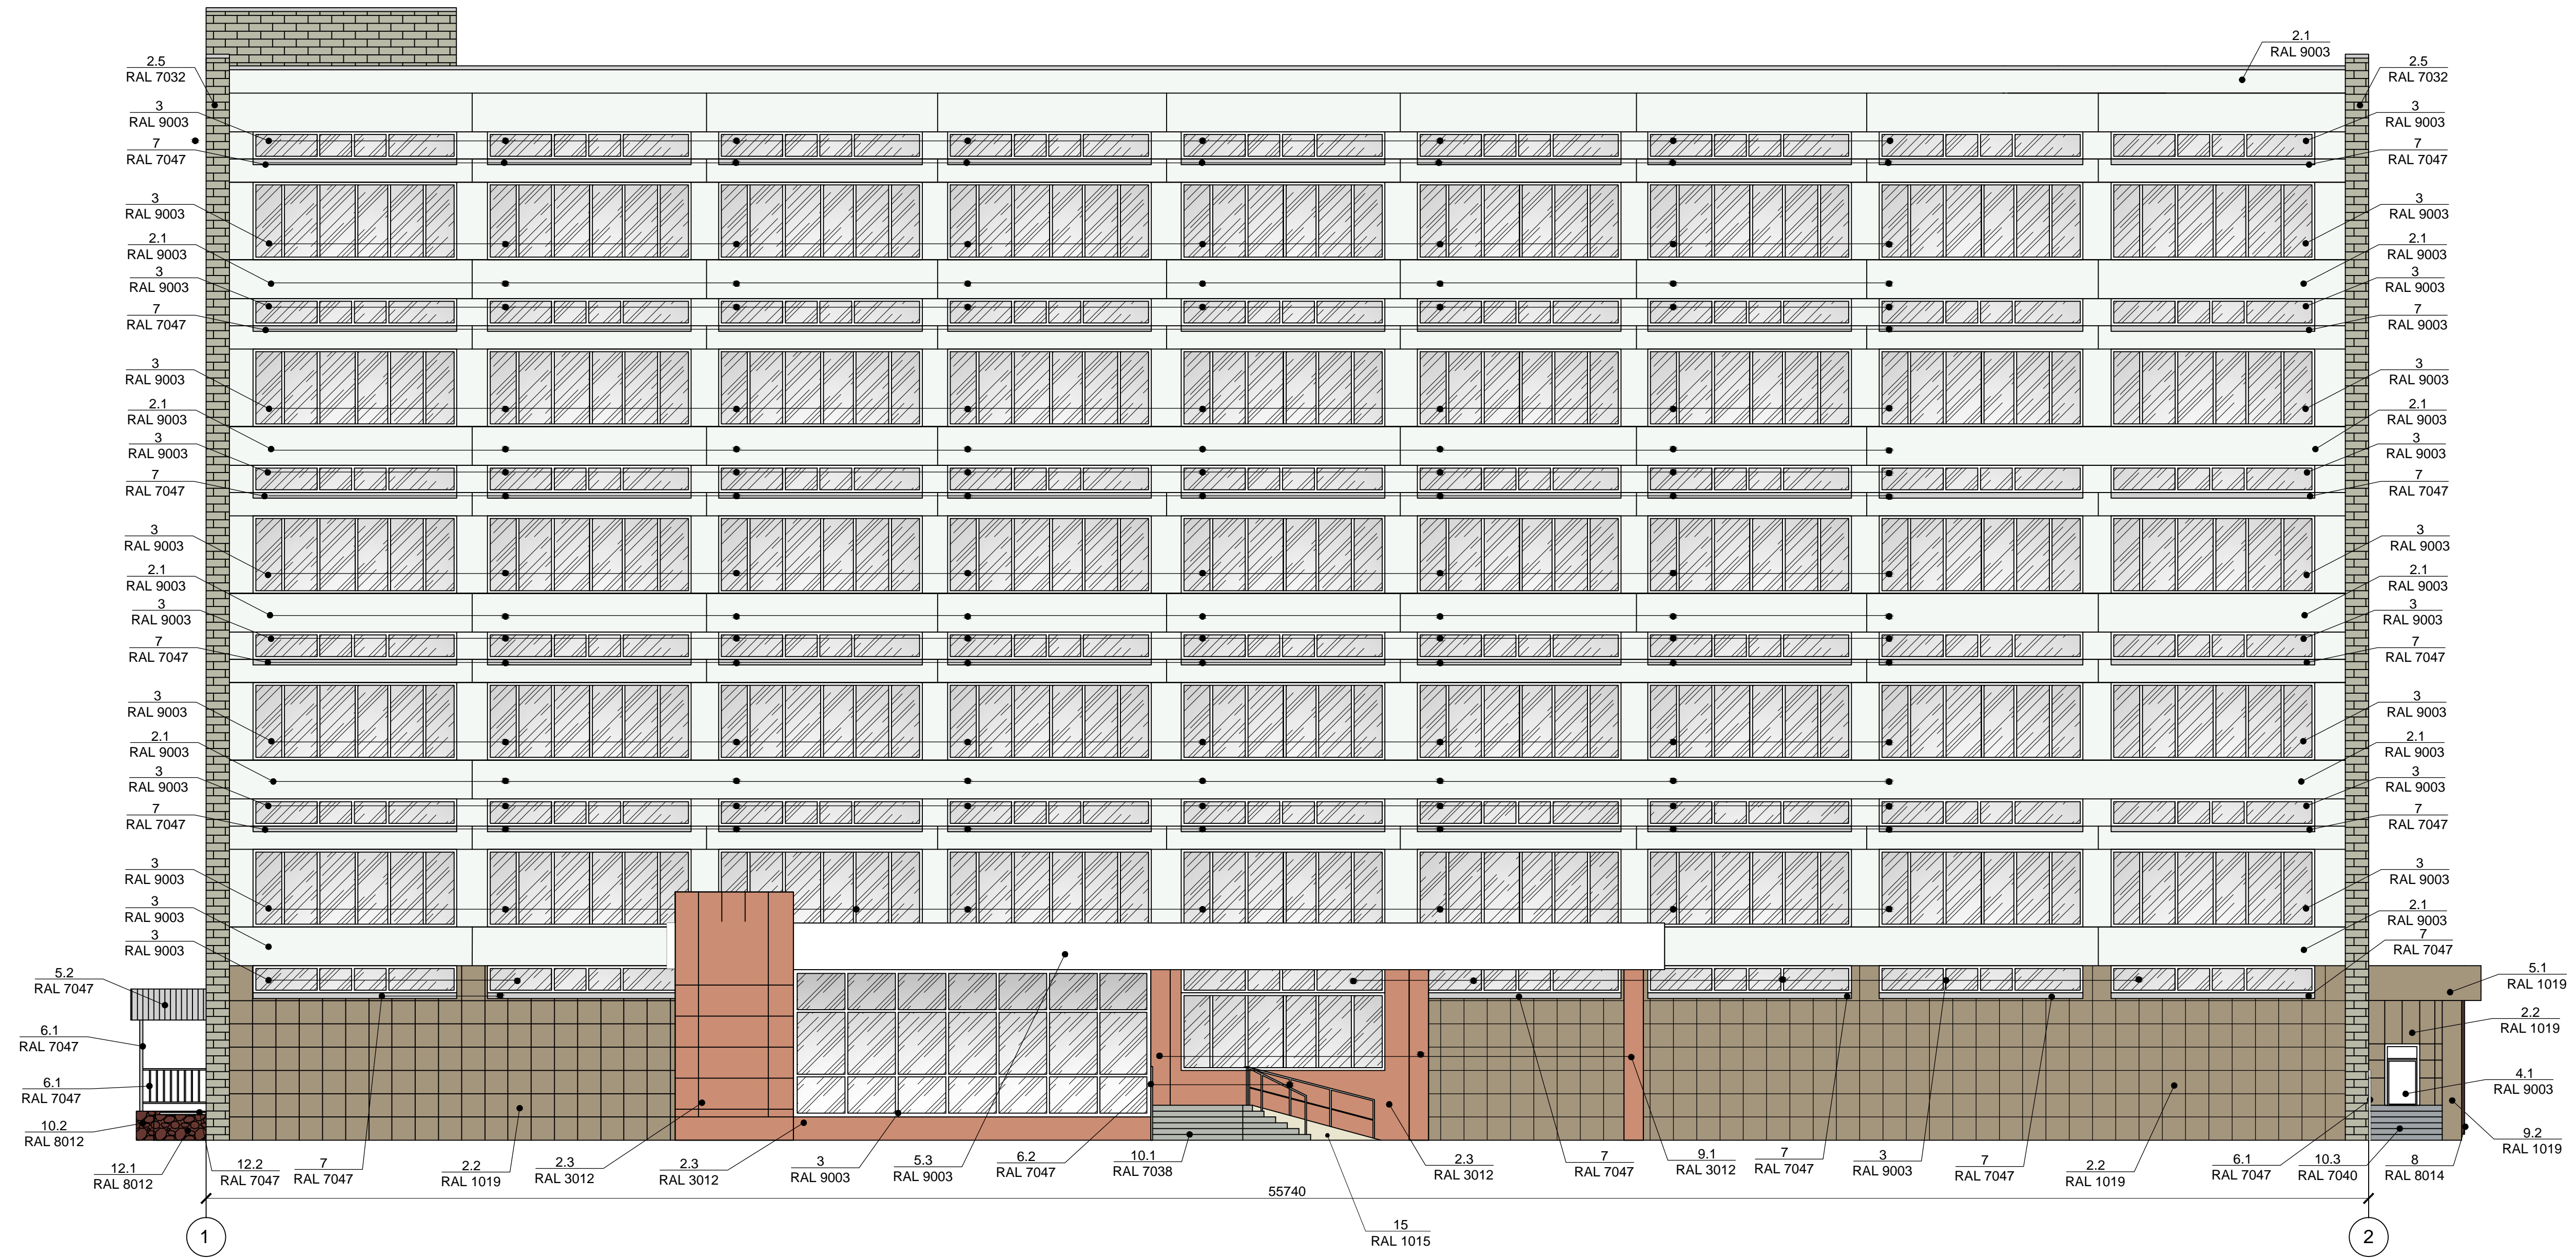 2.1
RAL 9003
2.5
RAL 7032
3
RAL 9003
7
RAL 7047
3
RAL 9003
2.1
RAL 9003
3
RAL 9003
7
RAL 7047
3
RAL 9003
2.1
RAL 9003
3
RAL 9003
7
RAL 7047
3
RAL 9003
2.1
RAL 9003
3
RAL 9003
7
RAL 7047
3
RAL 9003
2.1
RAL 9003
3
RAL 9003
7
RAL 7047
3
RAL 9003
3
RAL 9003
3
RAL 9003
5.2
RAL 7047
6.1
RAL 7047
6.1
RAL 7047
10.2
RAL 8012
12.1
RAL 8012
2.5
RAL 7032
3
RAL 9003
7
RAL 7047
3
RAL 9003
2.1
RAL 9003
3
RAL 9003
7
RAL 9003
3
RAL 9003
2.1
RAL 9003
3
RAL 9003
7
RAL 7047
3
RAL 9003
2.1
RAL 9003
3
RAL 9003
7
RAL 7047
3
RAL 9003
2.1
RAL 9003
3
RAL 9003
7
RAL 7047
3
RAL 9003
2.1
RAL 9003
7
RAL 7047
5.1
RAL 1019
2.2
RAL 1019
4.1
RAL 9003
9.2
RAL 1019
12.2
RAL 7047
7
RAL 7047
2.2
RAL 1019
2.3
RAL 3012
2.3
RAL 3012
3
RAL 9003
5.3
RAL 9003
6.2
RAL 7047
10.1
RAL 7038
2.3
RAL 3012
7
RAL 7047
9.1
RAL 3012
7
RAL 7047
3
RAL 9003
7
RAL 7047
2.2
RAL 1019
6.1
RAL 7047
10.3
RAL 7040
8
RAL 8014
55740
15
RAL 1015
1
2